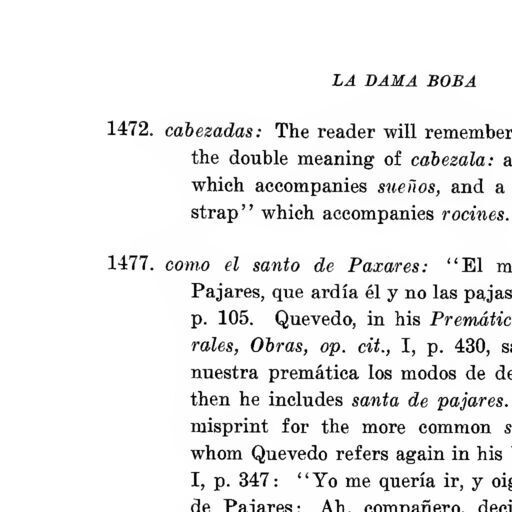 LA DAMA BOBA
1472. cabezadas: The reader will remember
the double meaning of cabezala: a
which accompanies sueños, and a
strap'' which accompanies rocines.
1477. como el santo de Paxares: ''El m
Pajares, que ardía él y no las pajas
p. 105. Quevedo, in his Premátic
rales, Obras, op. cit., I, p. 430, sa
nuestra premática los modos de de
then he includes santa de pajares.
misprint for the more common s
whom Quevedo refers again in his
I, p. 347: ''Yo me quería ir, y oig
de Pajares: Ah, compañero, deci